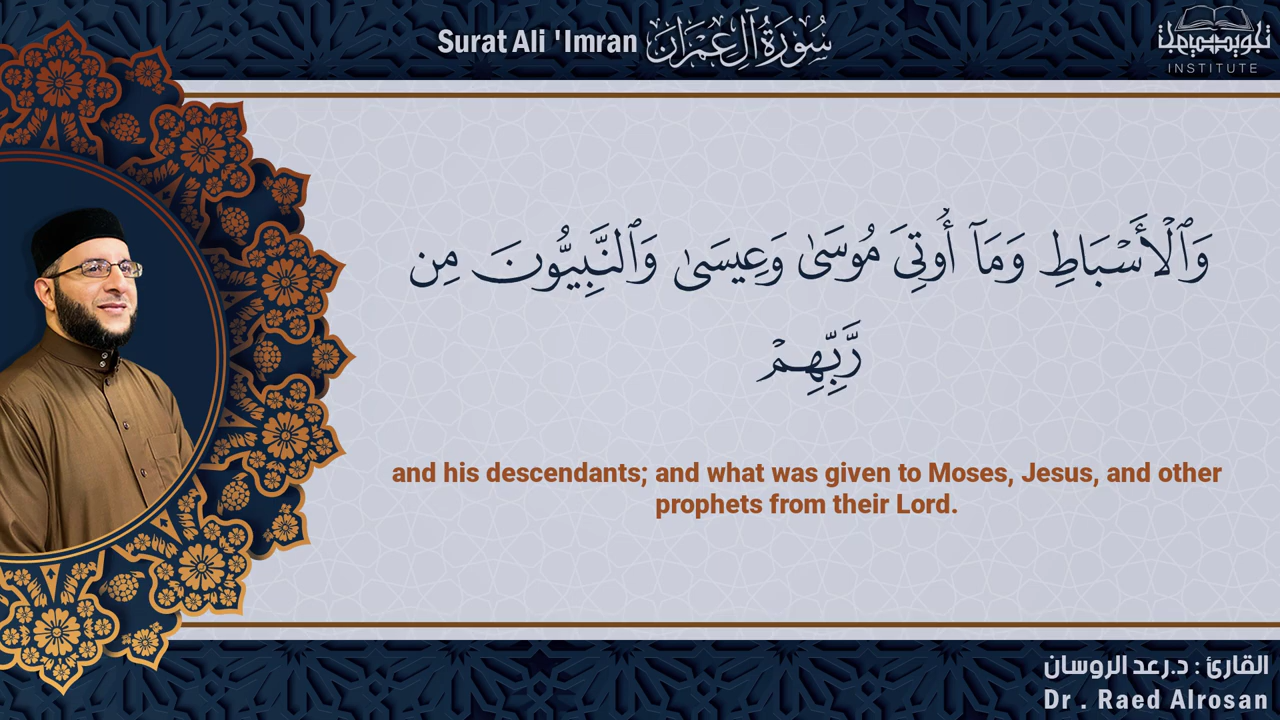 Surat Ali 'Imran سُورَةُ آلِ عِمْرَان
INSTITUTE
وَٱلْأَسْبَاطِ وَمَآ أُوتِىَ مُوسَىٰ وَعِيسَىٰ وَٱلنَّبِيُّونَ مِن
رَّبِّهِمْ
and his descendants; and what was given to Moses, Jesus, and other
prophets from their Lord.
القارئ : د.رعد الروسان
Dr . Raed Alrosan